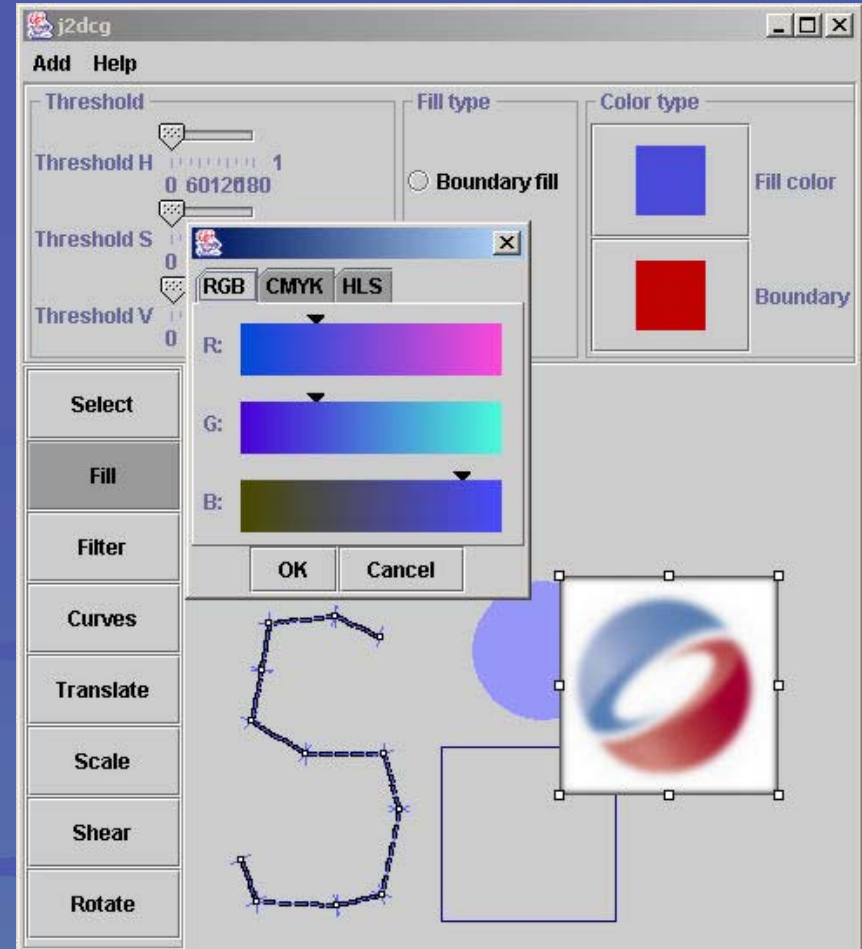 j2dcg
Add Help
Threshold
Fill type
Color type
Threshold H
1
0 60120180
Boundary fill
Fill color
Threshold S
0
Boundary
Threshold V
0
RGB CMYK HLS
R:
G:
B:
OK Cancel
Select
Fill
Filter
Curves
Translate
Scale
Shear
Rotate